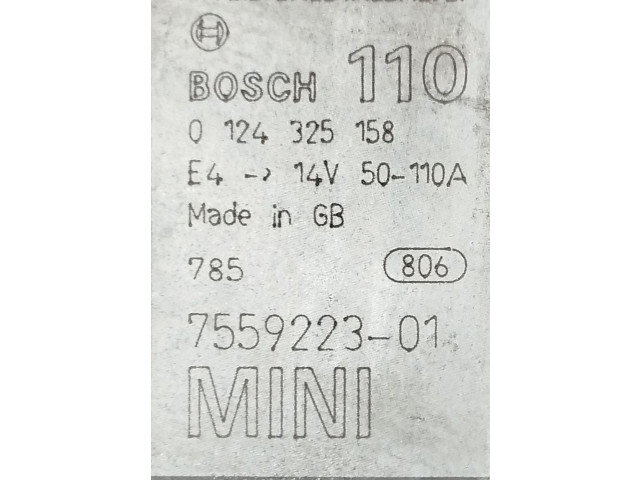 BOSCH 110
0 124 325 158
E4 -> 14V 50-110A
Made in GB
785 806
7559223-01
MINI